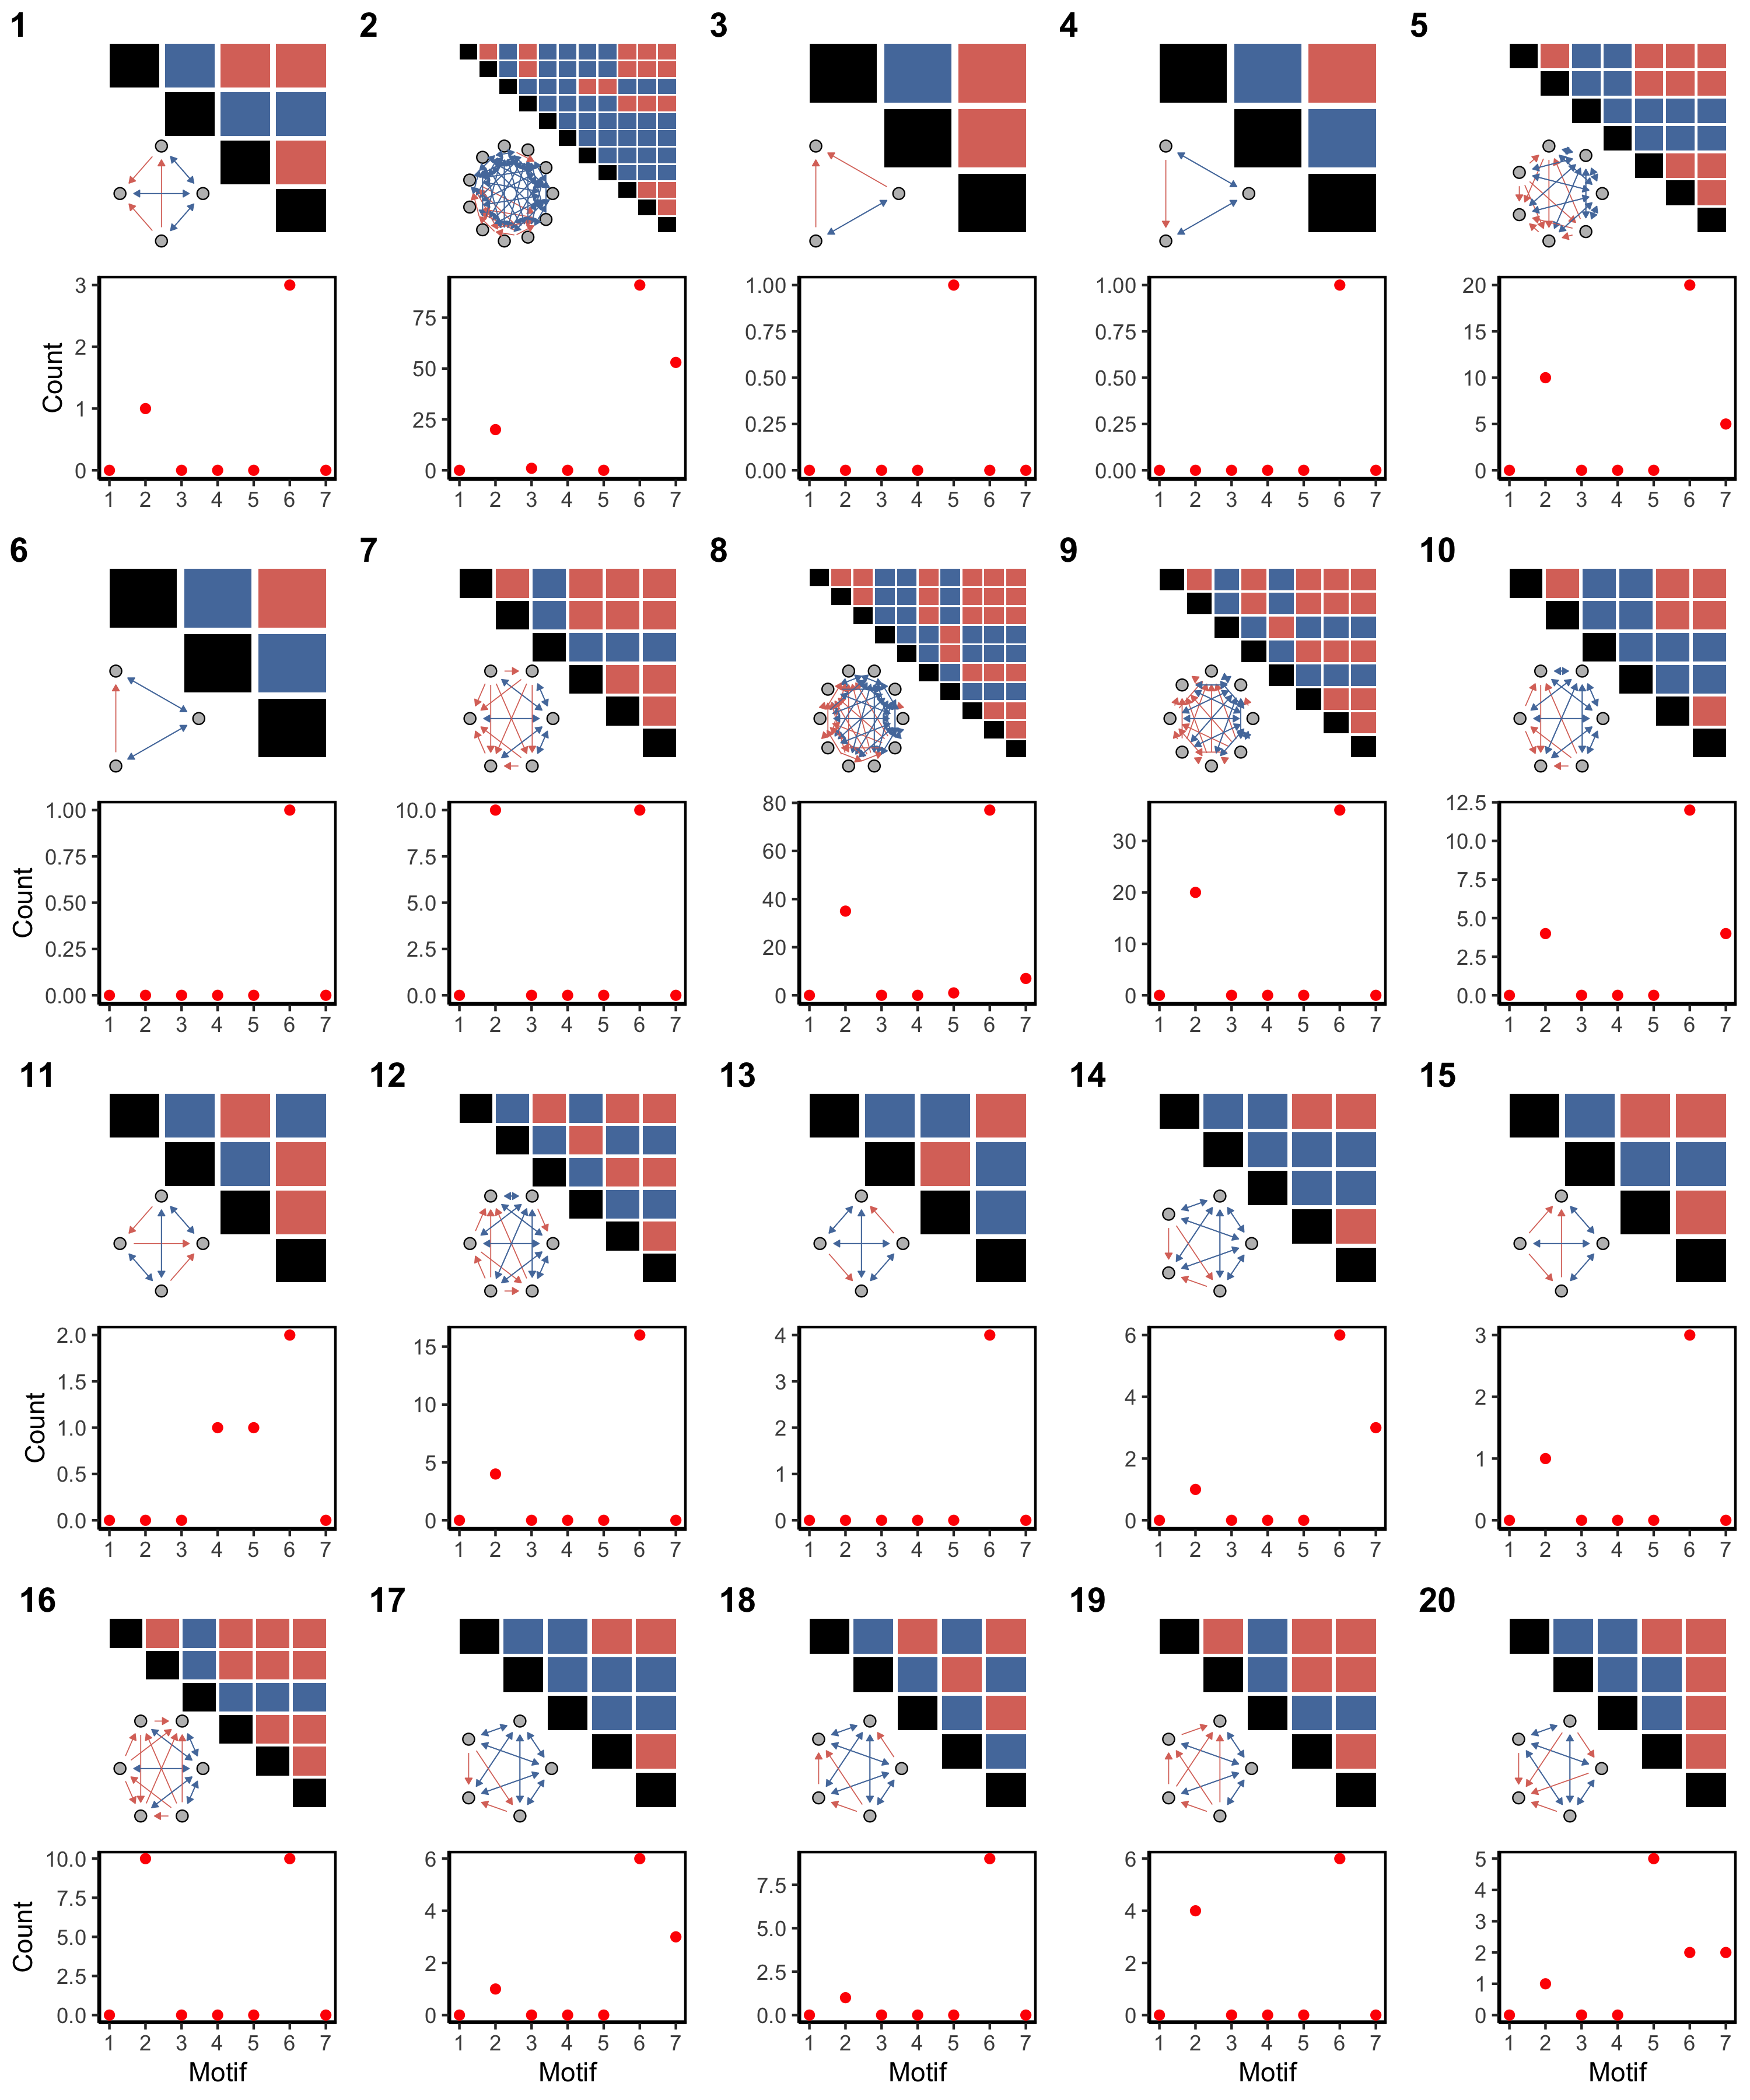 1 2 3 4 5
3 75 1.00 1.00 20
2 50 0.75 0.75 15
Count
1 25 0.50 0.50 10
0.25 0.25 5
0 0 0.00 0.00 0
1 2 3 4 5 6 7 1 2 3 4 5 6 7 1 2 3 4 5 6 7 1 2 3 4 5 6 7 1 2 3 4 5 6 7
6 7 8 9 10
1.00 10.0 80 30 12.5
0.75 7.5 60 20 10.0
Count
0.50 5.0 40 10 7.5
0.25 2.5 20 5.0
2.5
0.00 0.0 0 0 0.0
1 2 3 4 5 6 7 1 2 3 4 5 6 7 1 2 3 4 5 6 7 1 2 3 4 5 6 7 1 2 3 4 5 6 7
11 12 13 14 15
2.0 15 4 6 3
1.5 10 3 4 2
Count
1.0 5 2 2 1
0.5 1
0.0 0 0 0 0
1 2 3 4 5 6 7 1 2 3 4 5 6 7 1 2 3 4 5 6 7 1 2 3 4 5 6 7 1 2 3 4 5 6 7
16 17 18 19 20
10.0 6 7.5 6 5
7.5 4 5.0 4 4
Count
5.0 2 2.5 2 3
2.5 2
1
0.0 0 0.0 0 0
1 2 3 4 5 6 7 1 2 3 4 5 6 7 1 2 3 4 5 6 7 1 2 3 4 5 6 7 1 2 3 4 5 6 7
Motif Motif Motif Motif Motif